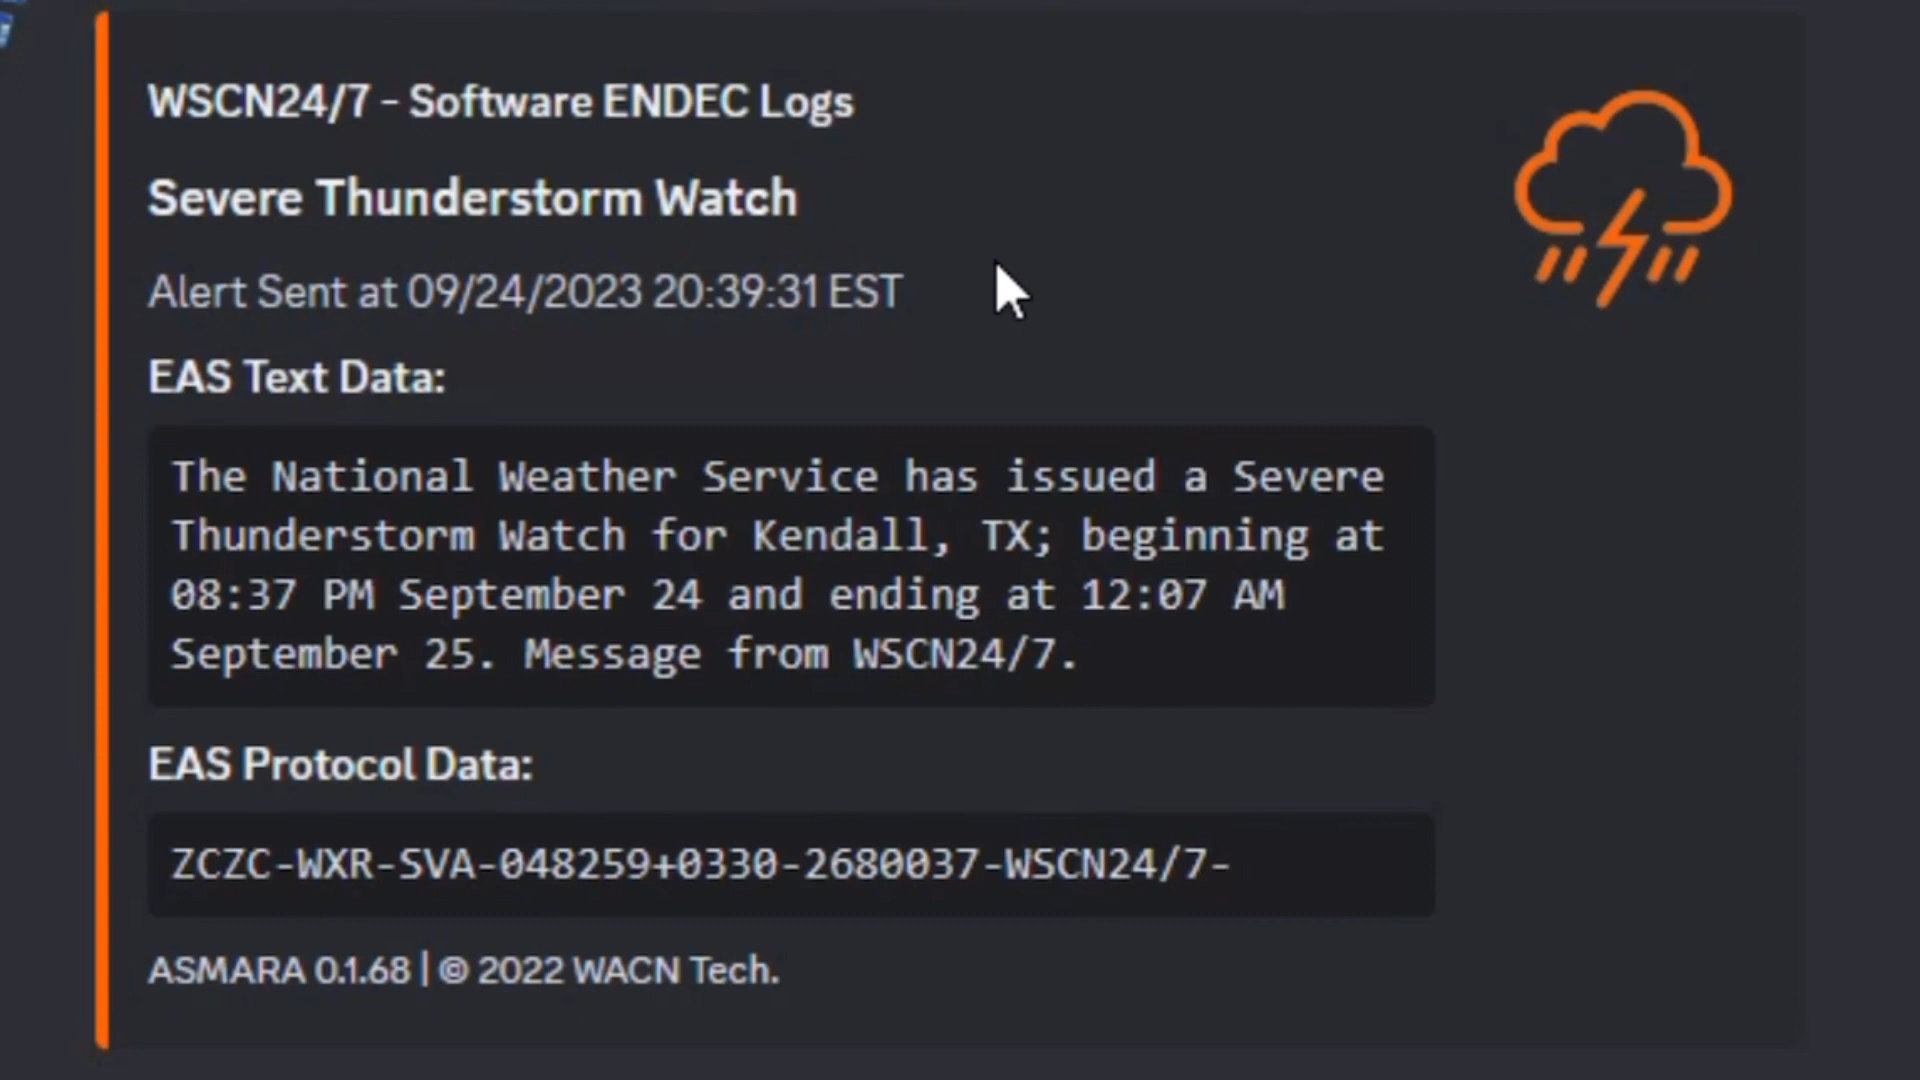 WSCN24/7 - Software ENDEC Logs
Severe Thunderstorm Watch
Alert Sent at 09/24/2023 20:39:31 EST
EAS Text Data:
The National Weather Service has issued a Severe
Thunderstorm Watch for Kendall, TX; beginning at
08:37 PM September 24 and ending at 12:07 AM
September 25. Message from WSCN24/7.
EAS Protocol Data:
ZCZC-WXR-SVA-048259+0330-2680037-WSCN24/7-
ASMARA 0.1.68 | © 2022 WACN Tech.